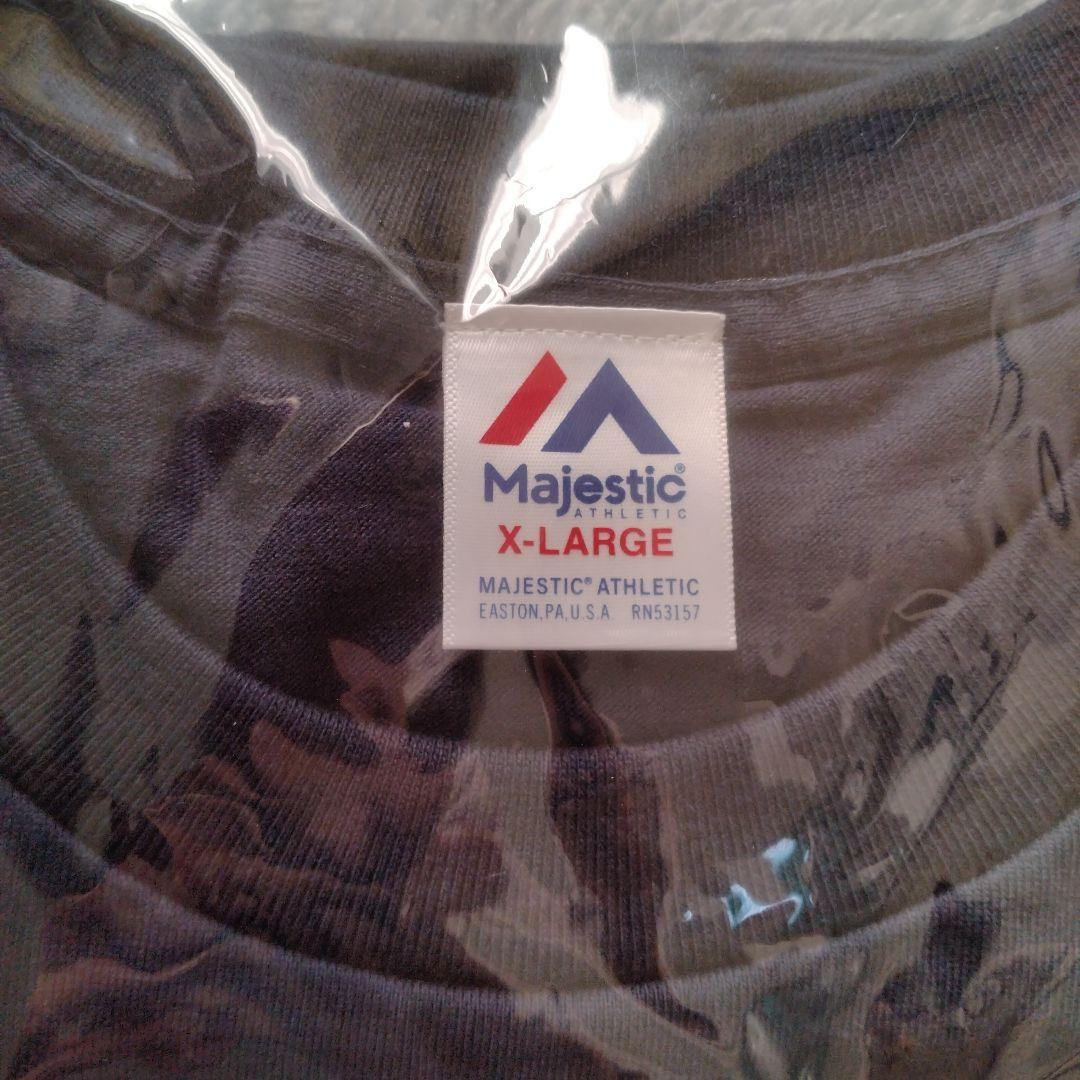 Majestic®
ATHLETIC
X-LARGE
MAJESTIC® ATHLETIC
EASTON,PA,U.S.A. RN53157